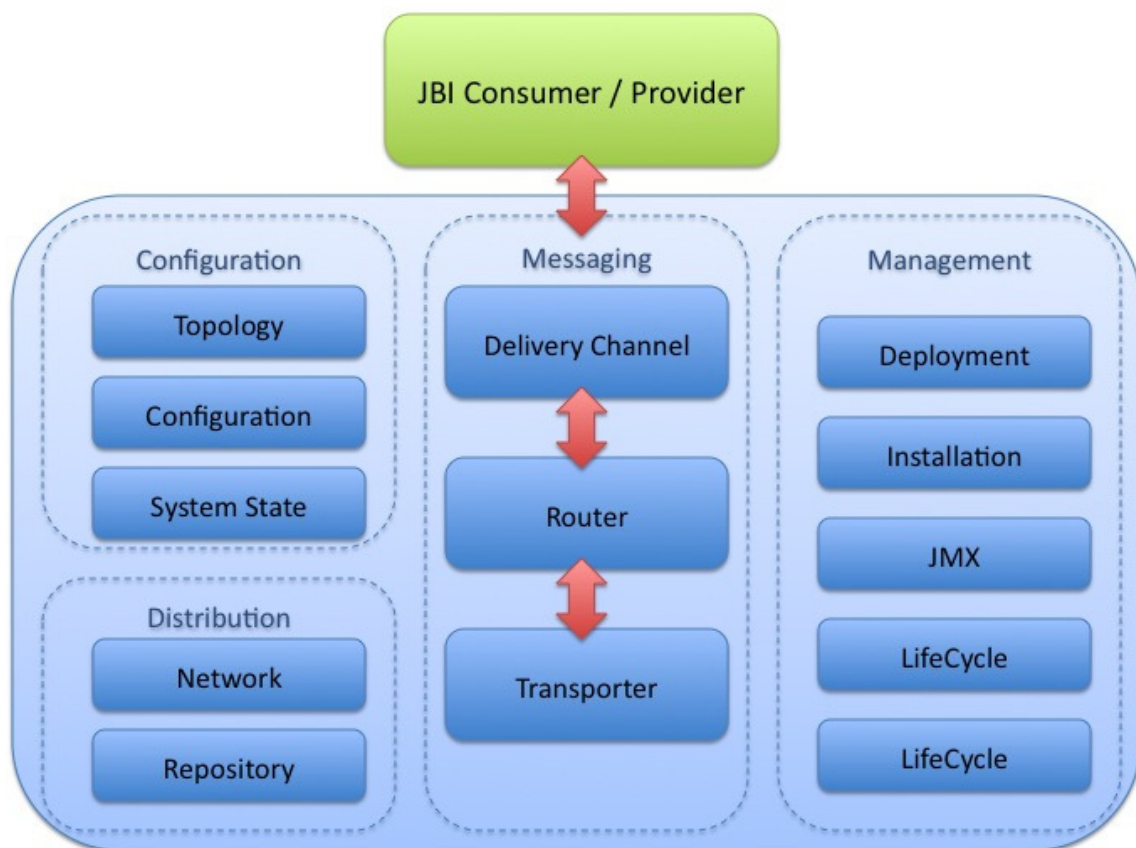 JBI Consumer / Provider
Configuration
Topology
Configuration
System State
Distribution
Network
Repository
Messaging
Delivery Channel
Router
Transporter
Management
Deployment
Installation
JMX
LifeCycle
LifeCycle